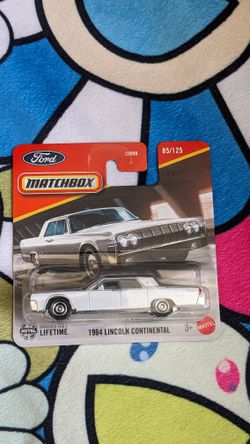 Ford
85/125
MATCHBOX
LIFETIME
1964 LINCOLN CONTINENTAL
3+
MATTEL